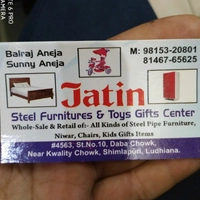 Balraj Aneja
Sunny Aneja
M: 98153-20801
81467-65625
Jatin
Steel Furnitures & Toys Gifts Center
Whole-Sale & Retail of:- All Kinds of Steel Pipe Furniture,
Niwar, Chairs, Kids Gifts Items
#4563, St.No.10, Daba Chowk,
Near Kwality Chowk, Shimlapuri, Ludhiana.